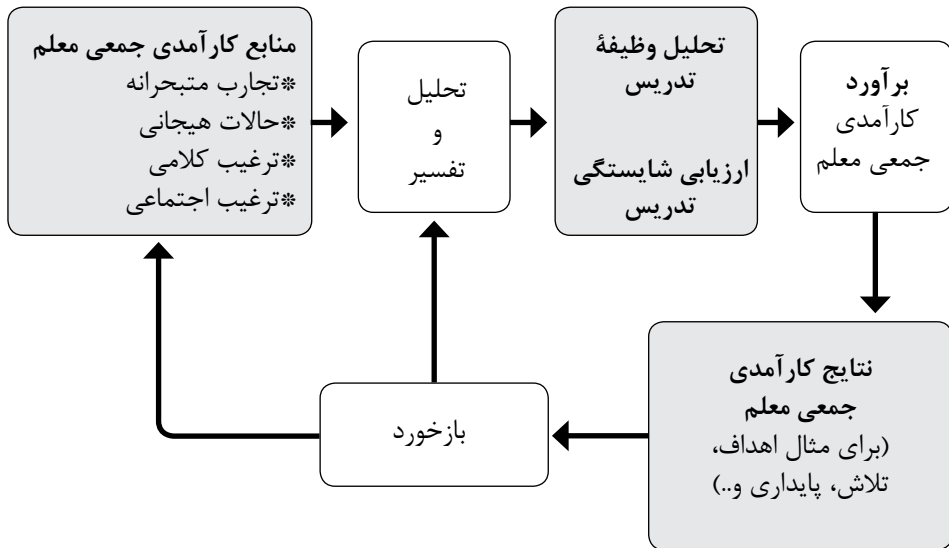 منابع کارآمدی جمعی معلم
*تجارب متبحرانه
*حالات هیجانی
*ترغیب کلامی
*ترغیب اجتماعی
تحلیل
و
تفسیر
تحلیل وظیفۀ
تدریس
ارزیابی شایستگی
تدریس
برآورد
کارآمدی
جمعی معلم
نتایج کارآمدی
جمعی معلم
(برای مثال اهداف،
تلاش، پایداری و..)
بازخورد